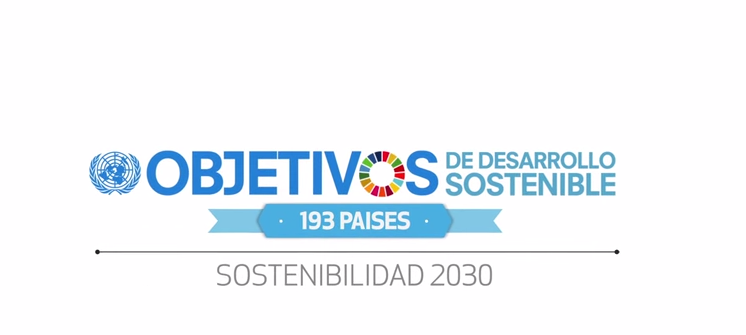 OBJETIVOS
DE DESARROLLO
SOSTENIBLE
193 PAISES
SOSTENIBILIDAD 2030